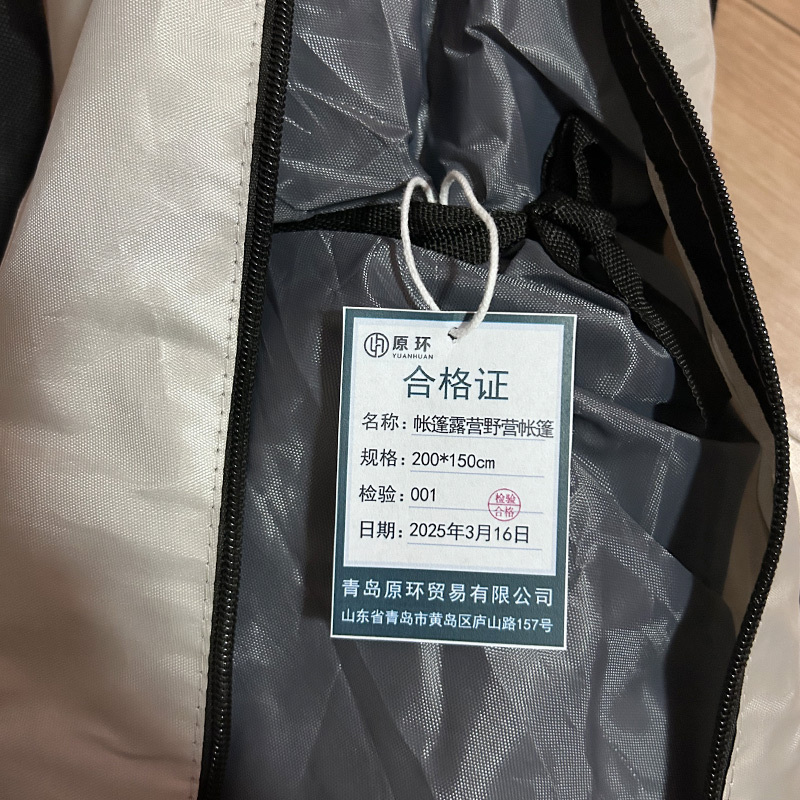 原环
YUANHUAN
合格证
名称：帐篷露营野营帐篷
规格：200*150cm
检验：001
检验
合格
日期：2025年3月16日
青岛原环贸易有限公司
山东省青岛市黄岛区庐山路157号